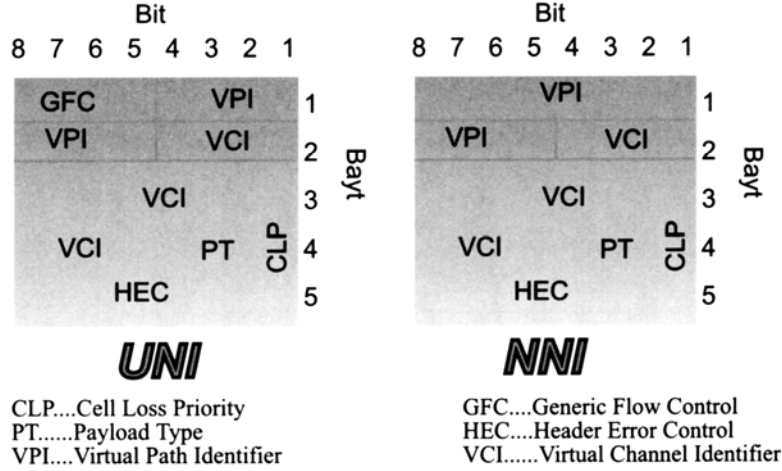 Bit
8 7 6 5 4 3 2 1
GFC VPI 1
VPI VCI 2
VCI 3
VCI PT CLP 4
HEC 5
Bayt
UNI
Bit
8 7 6 5 4 3 2 1
VPI 1
VPI VCI 2
VCI 3
VCI PT CLP 4
HEC 5
Bayt
NNI
CLP....Cell Loss Priority
PT......Payload Type
VPI....Virtual Path Identifier
GFC....Generic Flow Control
HEC....Header Error Control
VCI......Virtual Channel Identifier